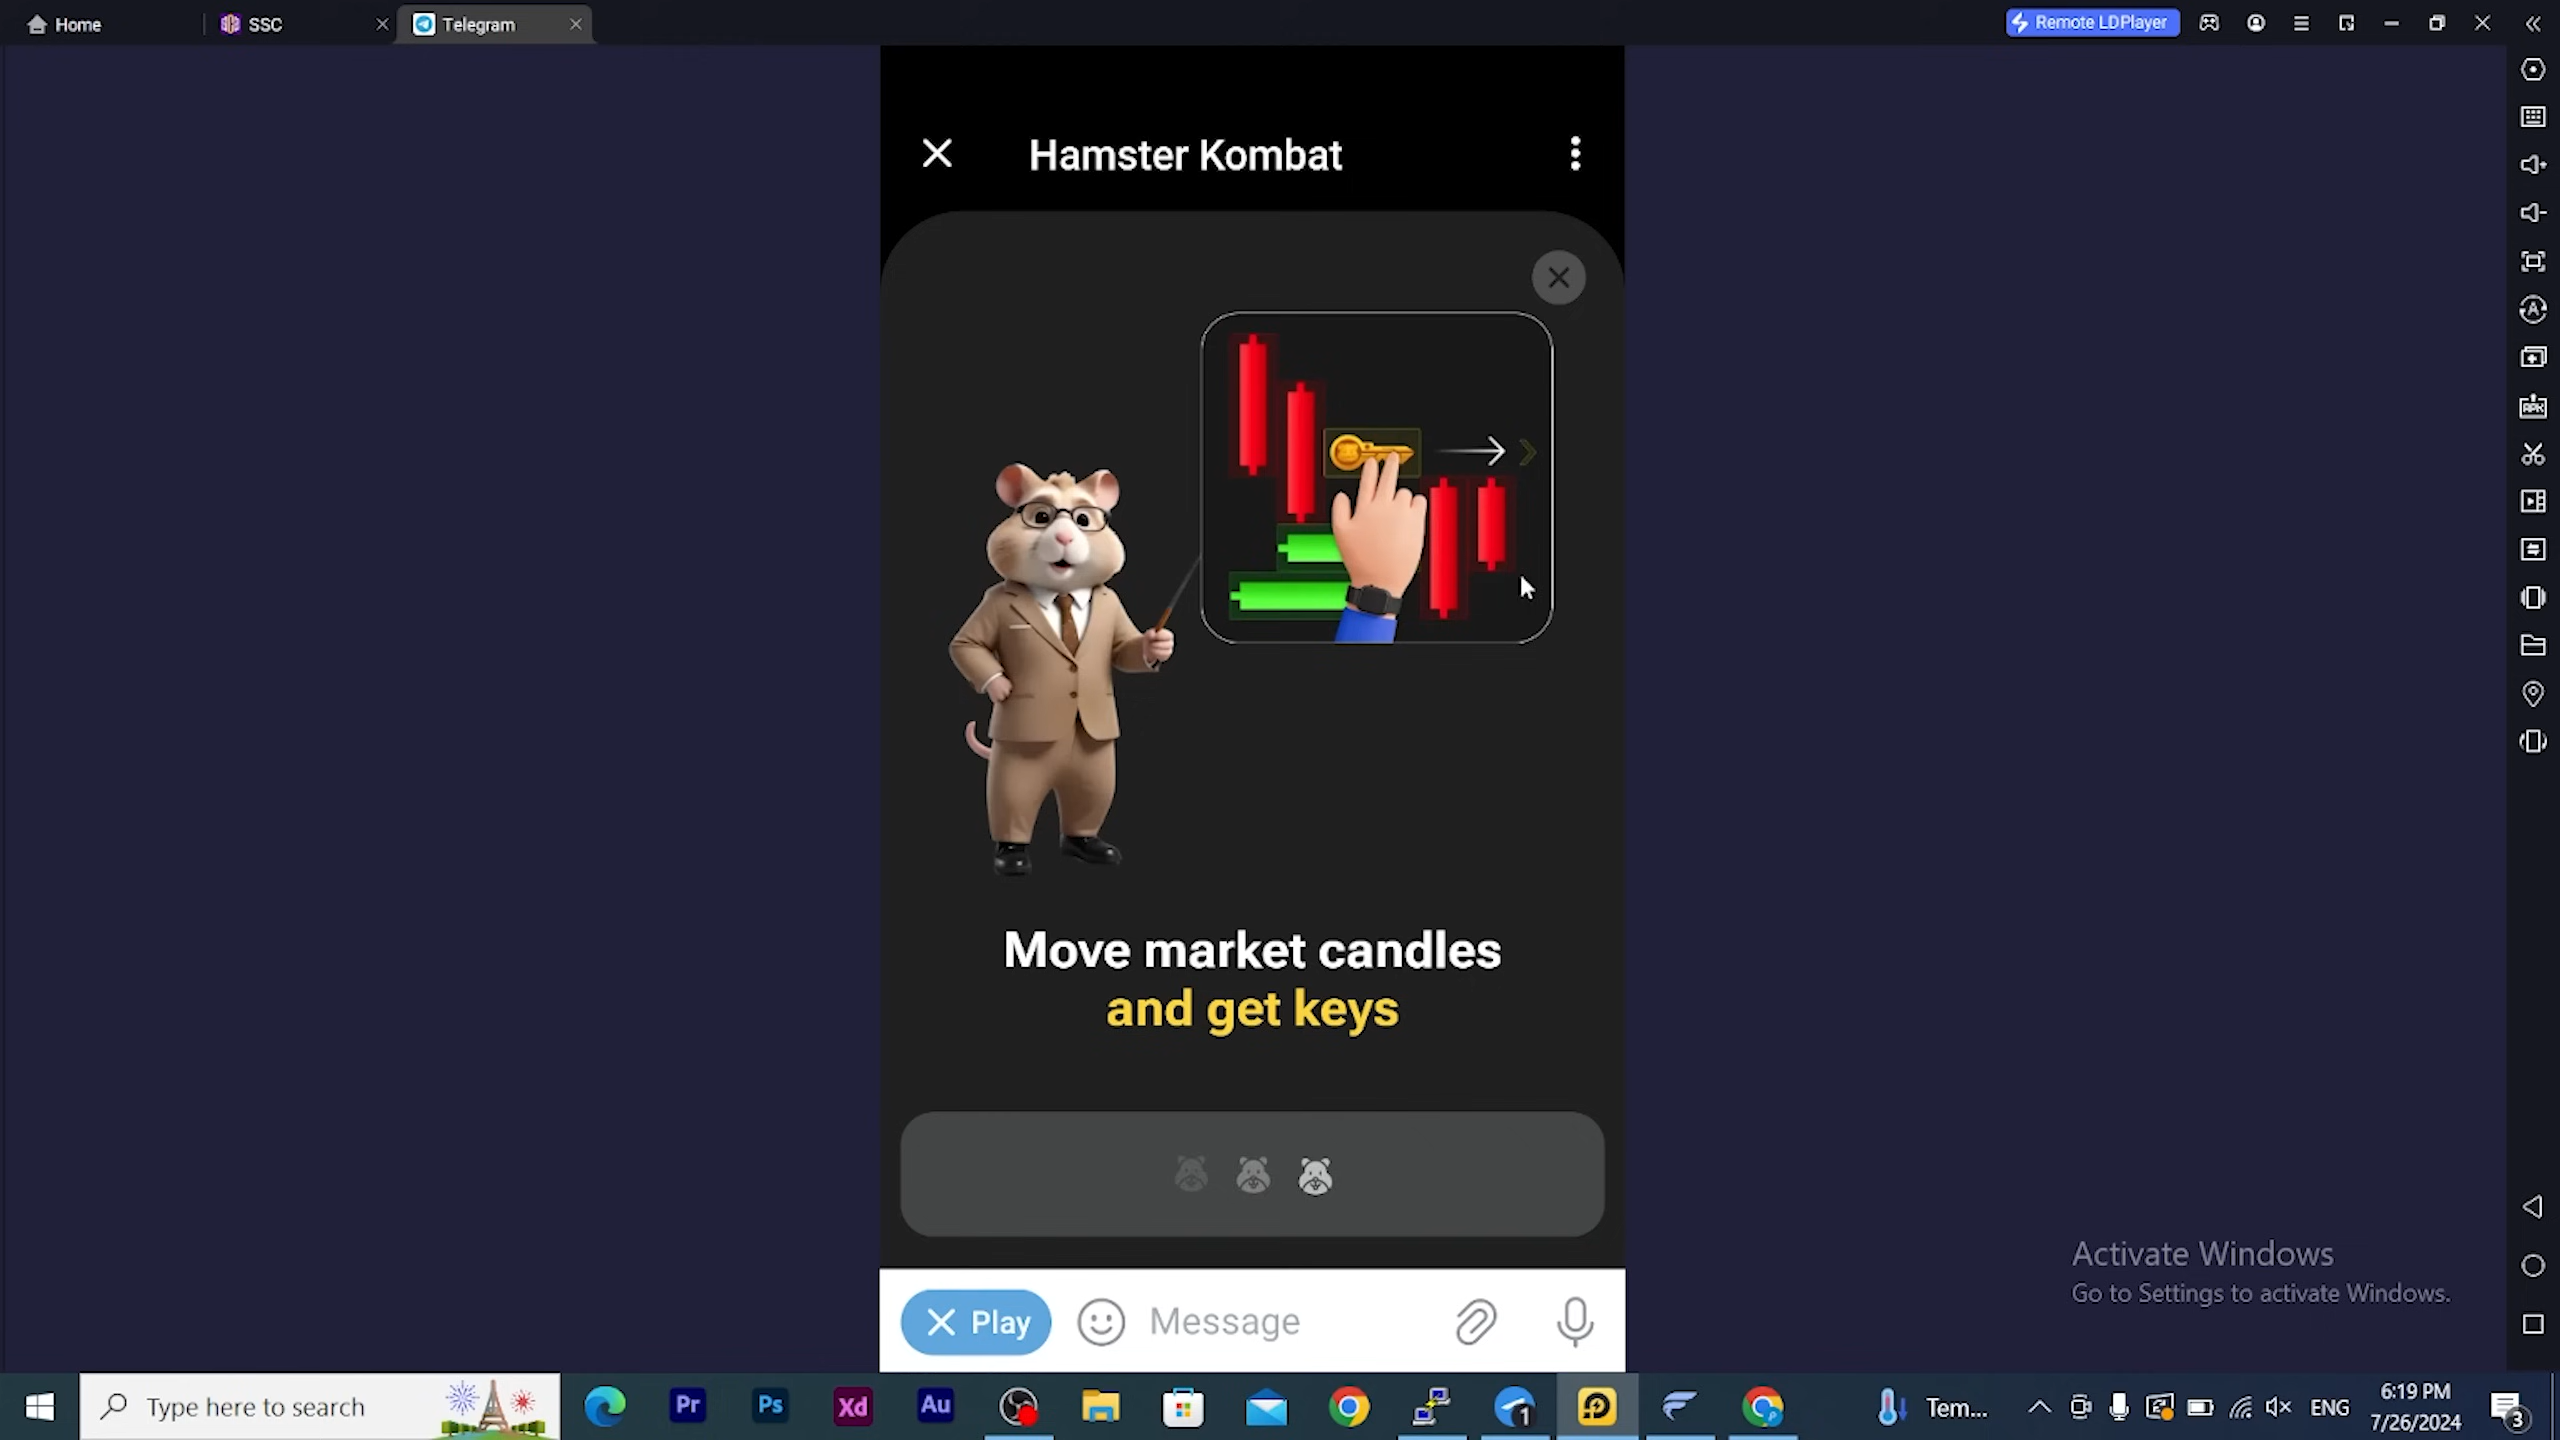 Home
SSC
Telegram
Remote LDPlayer
Hamster Kombat
Move market candles
and get keys
Play
Message
Activate Windows
Go to Settings to activate Windows.
Type here to search
Pr
Ps
Xd
Au
1
Tem...
ENG
6:19 PM
7/26/2024
3